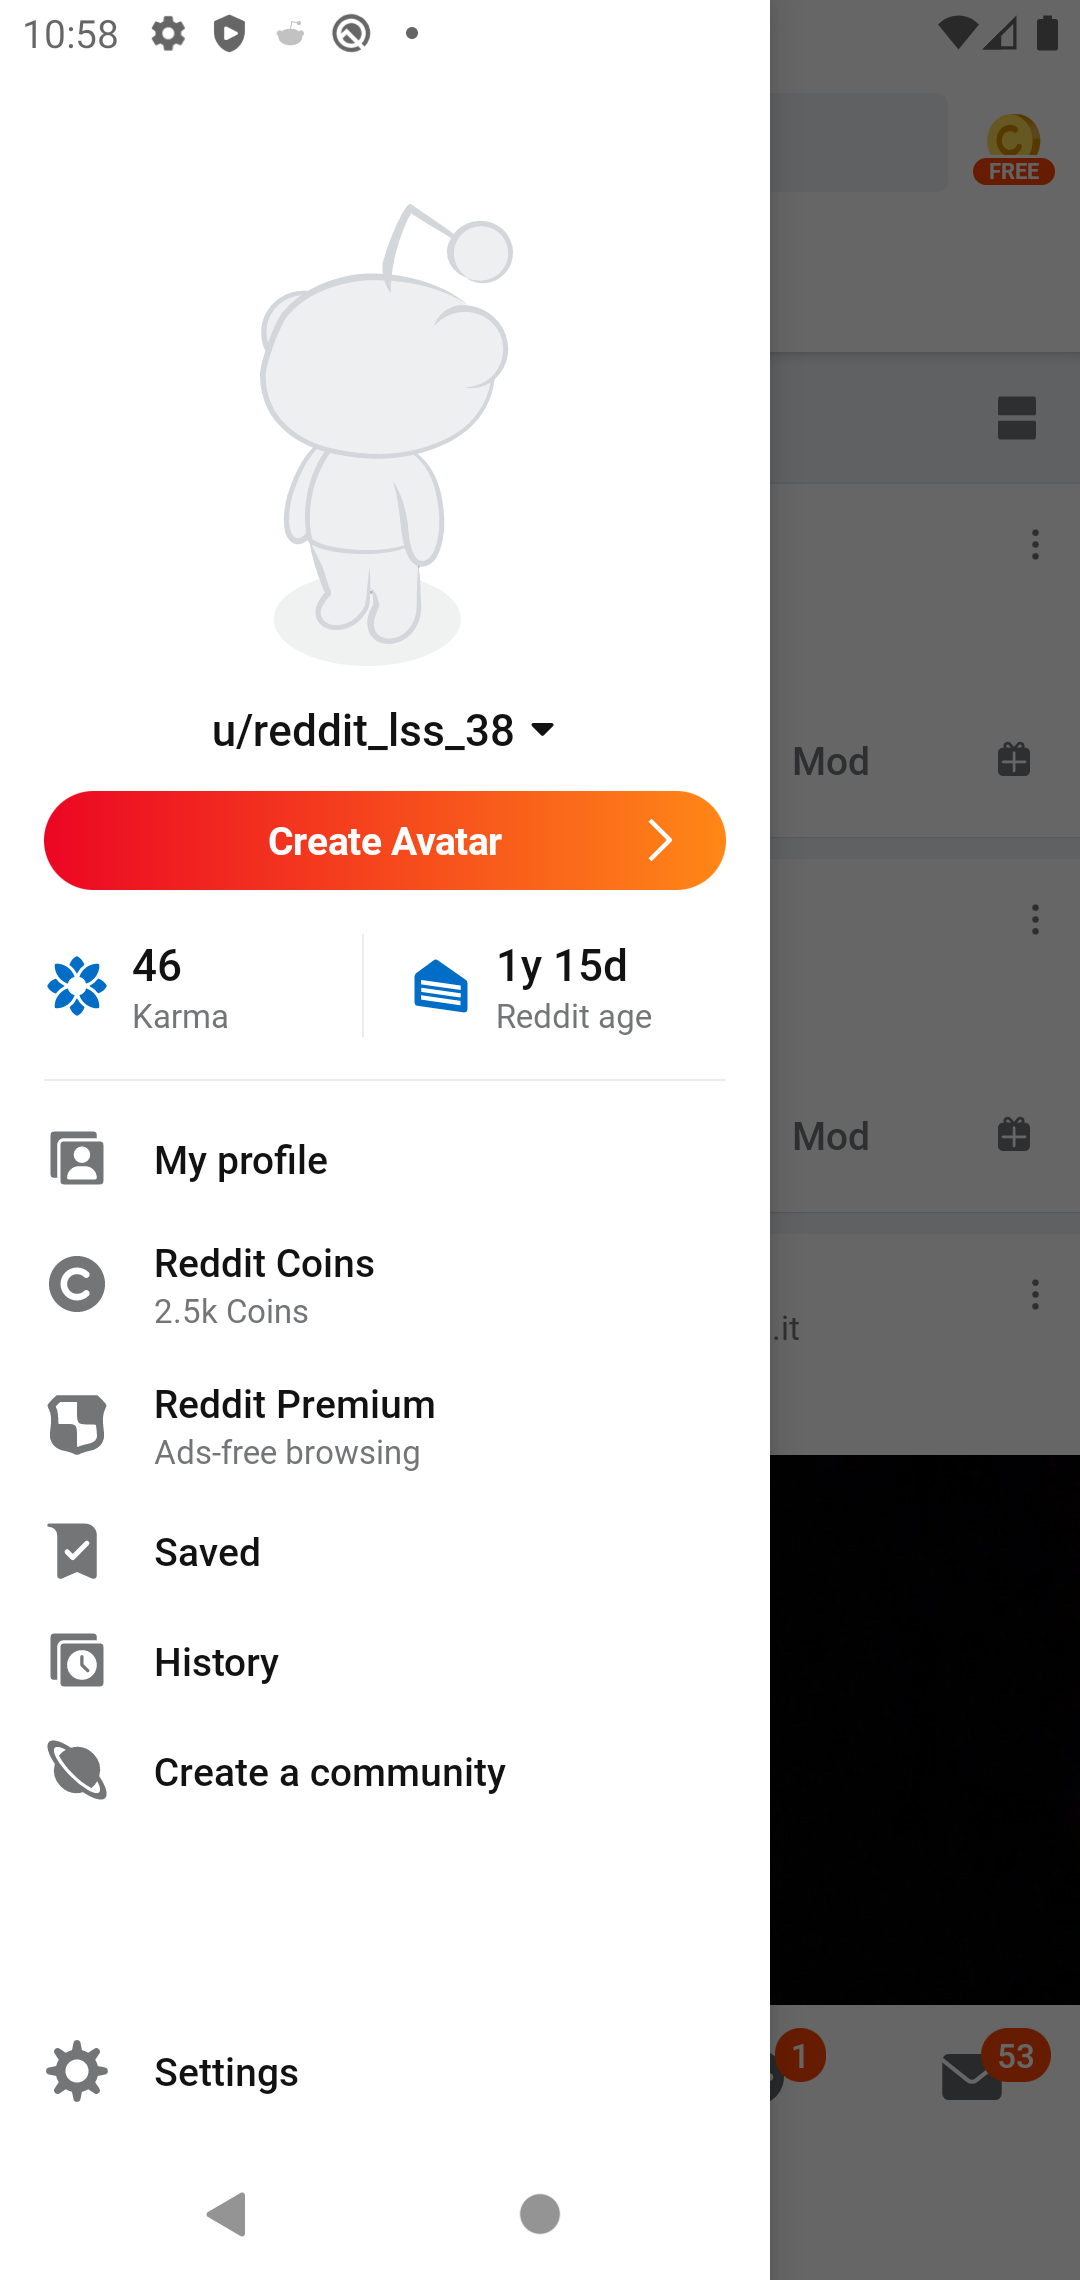 10:58
FREE
u/reddit_lss_38
Create Avatar
46
Karma
1y 15d
Reddit age
My profile
Reddit Coins
2.5k Coins
Reddit Premium
Ads-free browsing
Saved
History
Create a community
Settings
Mod
Mod
.it
1
53